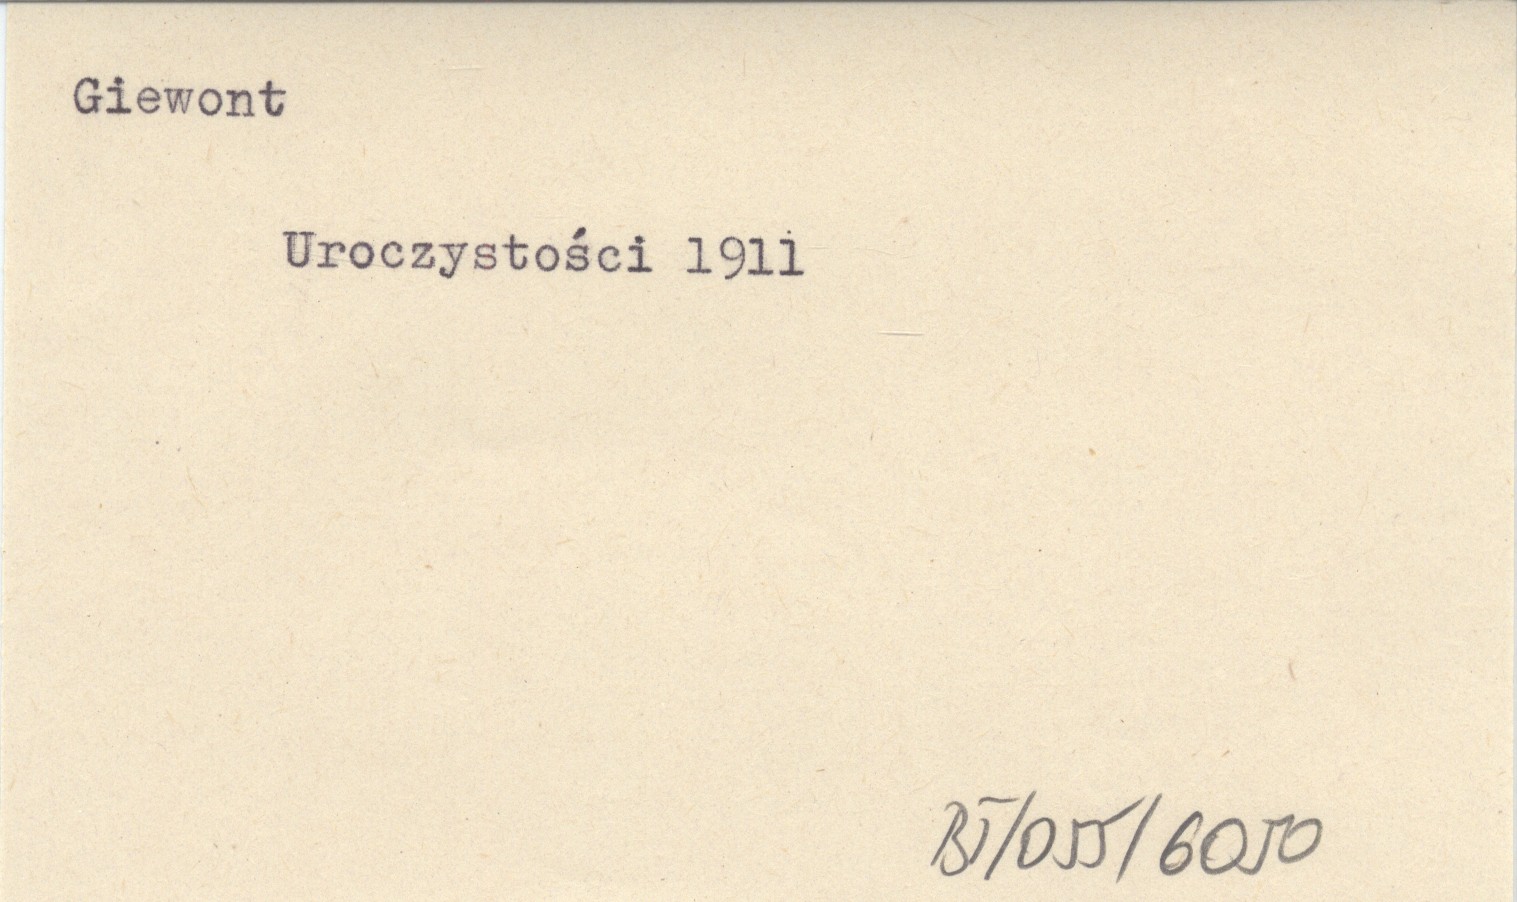 Giewont
Uroczystości 1911
BJ/055/6050